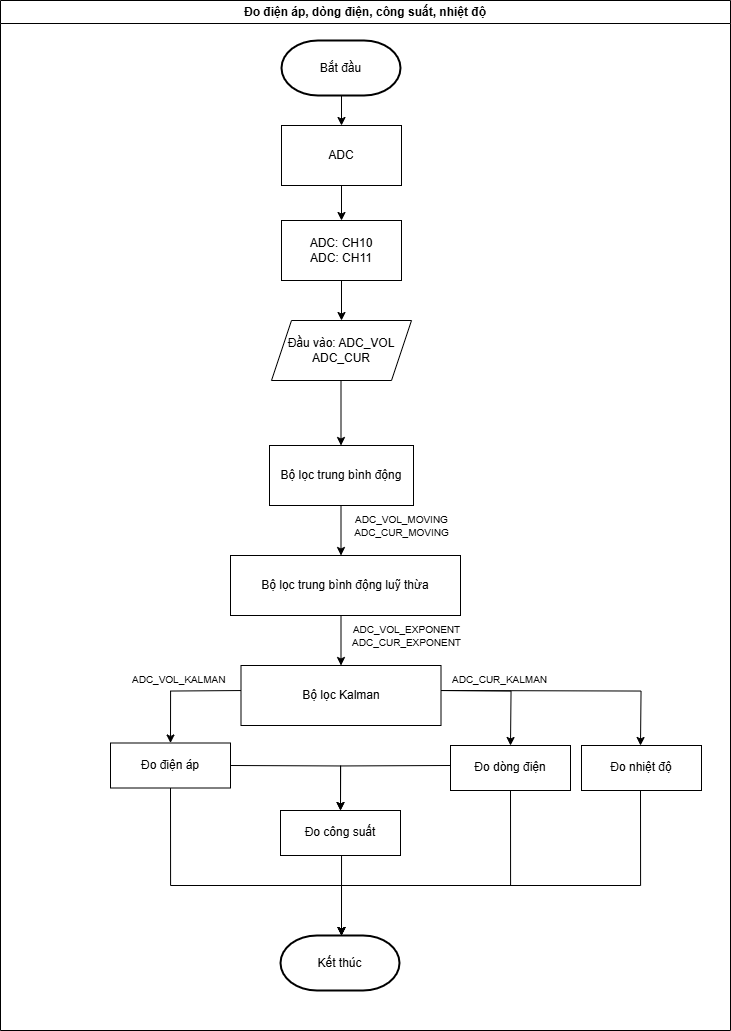 Đo điện áp, dòng điện, công suất, nhiệt độ
Bắt đầu
ADC
ADC: CH10
ADC: CH11
Đầu vào: ADC_VOL
ADC_CUR
Bộ lọc trung bình động
ADC_VOL_MOVING
ADC_CUR_MOVING
Bộ lọc trung bình động luỹ thừa
ADC_VOL_EXPONENT
ADC_CUR_EXPONENT
ADC_VOL_KALMAN
Bộ lọc Kalman
ADC_CUR_KALMAN
Đo điện áp
Đo dòng điện
Đo nhiệt độ
Đo công suất
Kết thúc